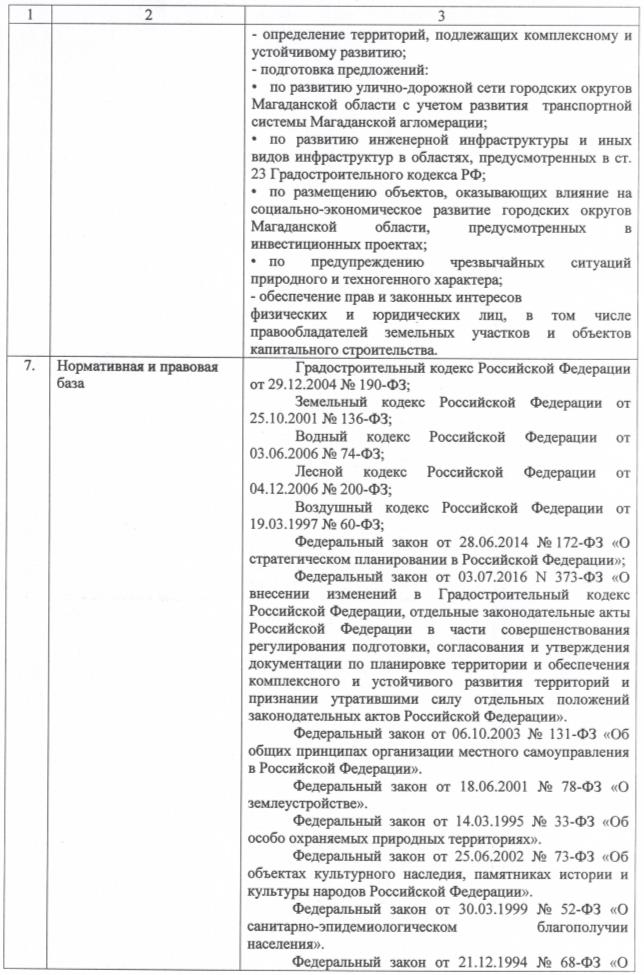 1 2 3
- определение территорий, подлежащих комплексному и
устойчивому развитию;
- подготовка предложений:
• по развитию улично-дорожной сети городских округов
Магаданской области с учетом развития транспортной
системы Магаданской агломерации;
• по развитию инженерной инфраструктуры и иных
видов инфраструктур в областях, предусмотренных в ст.
23 Градостроительного кодекса РФ;
• по размещению объектов, оказывающих влияние на
социально-экономическое развитие городских округов
Магаданской области, предусмотренных в
инвестиционных проектах;
• по предупреждению чрезвычайных ситуаций
природного и техногенного характера;
- обеспечение прав и законных интересов
физических и юридических лиц, в том числе
правообладателей земельных участков и объектов
капитального строительства.
7. Нормативная и правовая
база
Градостроительный кодекс Российской Федерации
от 29.12.2004 № 190-ФЗ;
Земельный кодекс Российской Федерации от
25.10.2001 № 136-ФЗ;
Водный кодекс Российской Федерации от
03.06.2006 № 74-ФЗ;
Лесной кодекс Российской Федерации от
04.12.2006 № 200-ФЗ;
Воздушный кодекс Российской Федерации от
19.03.1997 № 60-ФЗ;
Федеральный закон от 28.06.2014 № 172-ФЗ «О
стратегическом планировании в Российской Федерации»;
Федеральный закон от 03.07.2016 N 373-ФЗ «О
внесении изменений в Градостроительный кодекс
Российской Федерации, отдельные законодательные акты
Российской Федерации в части совершенствования
регулирования подготовки, согласования и утверждения
документации по планировке территории и обеспечения
комплексного и устойчивого развития территорий и
признании утратившими силу отдельных положений
законодательных актов Российской Федерации».
Федеральный закон от 06.10.2003 № 131-ФЗ «Об
общих принципах организации местного самоуправления
в Российской Федерации».
Федеральный закон от 18.06.2001 № 78-ФЗ «О
землеустройстве».
Федеральный закон от 14.03.1995 № 33-ФЗ «Об
особо охраняемых природных территориях».
Федеральный закон от 25.06.2002 № 73-ФЗ «Об
объектах культурного наследия, памятниках истории и
культуры народов Российской Федерации».
Федеральный закон от 30.03.1999 № 52-ФЗ «О
санитарно-эпидемиологическом благополучии
населения».
Федеральный закон от 21.12.1994 № 68-ФЗ «О